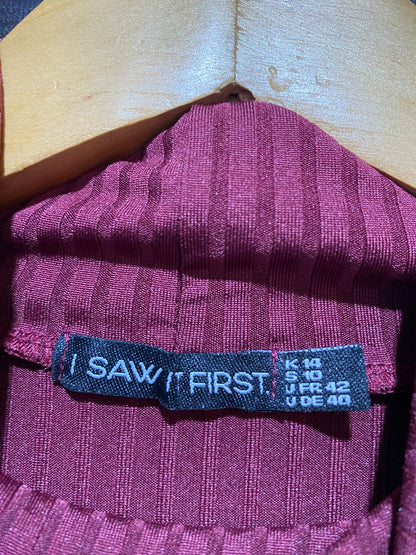 I SAW IT FIRST.
K 14
S 10
U FR 42
U DE 40